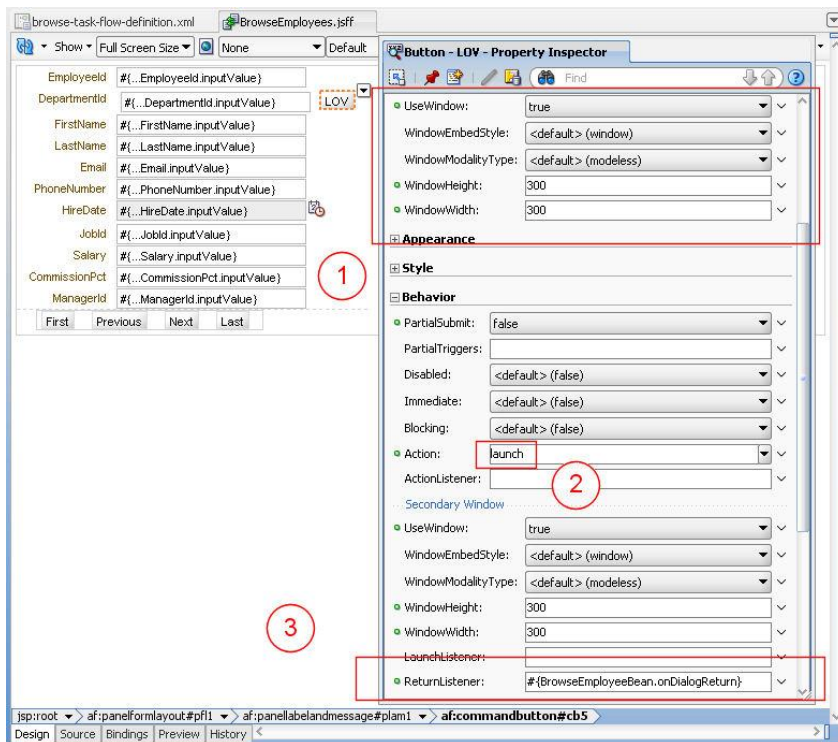 browse-task-flow-definition.xml BrowseEmployees.jsff
Show Full Screen Size None Default
EmployeeId #{...EmployeeId.inputValue}
DepartmentId #{...DepartmentId.inputValue} LOV
FirstName #{...FirstName.inputValue}
LastName #{...LastName.inputValue}
Email #{...Email.inputValue}
PhoneNumber #{...PhoneNumber.inputValue}
HireDate #{...HireDate.inputValue}
JobId #{...JobId.inputValue}
Salary #{...Salary.inputValue}
CommissionPct #{...CommissionPct.inputValue}
ManagerId #{...ManagerId.inputValue}
First Previous Next Last
1
Button - LOV - Property Inspector
Find
UseWindow: true
WindowEmbedStyle: <default> (window)
WindowModalityType: <default> (modeless)
WindowHeight: 300
WindowWidth: 300
Appearance
Style
Behavior
PartialSubmit: false
PartialTriggers:
Disabled: <default> (false)
Immediate: <default> (false)
Blocking: <default> (false)
Action: launch
ActionListener:
2
Secondary Window
UseWindow: true
WindowEmbedStyle: <default> (window)
WindowModalityType: <default> (modeless)
WindowHeight: 300
WindowWidth: 300
LaunchListener:
3
ReturnListener: #{BrowseEmployeeBean.onDialogReturn}
jsp:root af:panelformlayout#pfl1 af:panellabelandmessage#plam1 af:commandbutton#cb5
Design Source Bindings Preview History